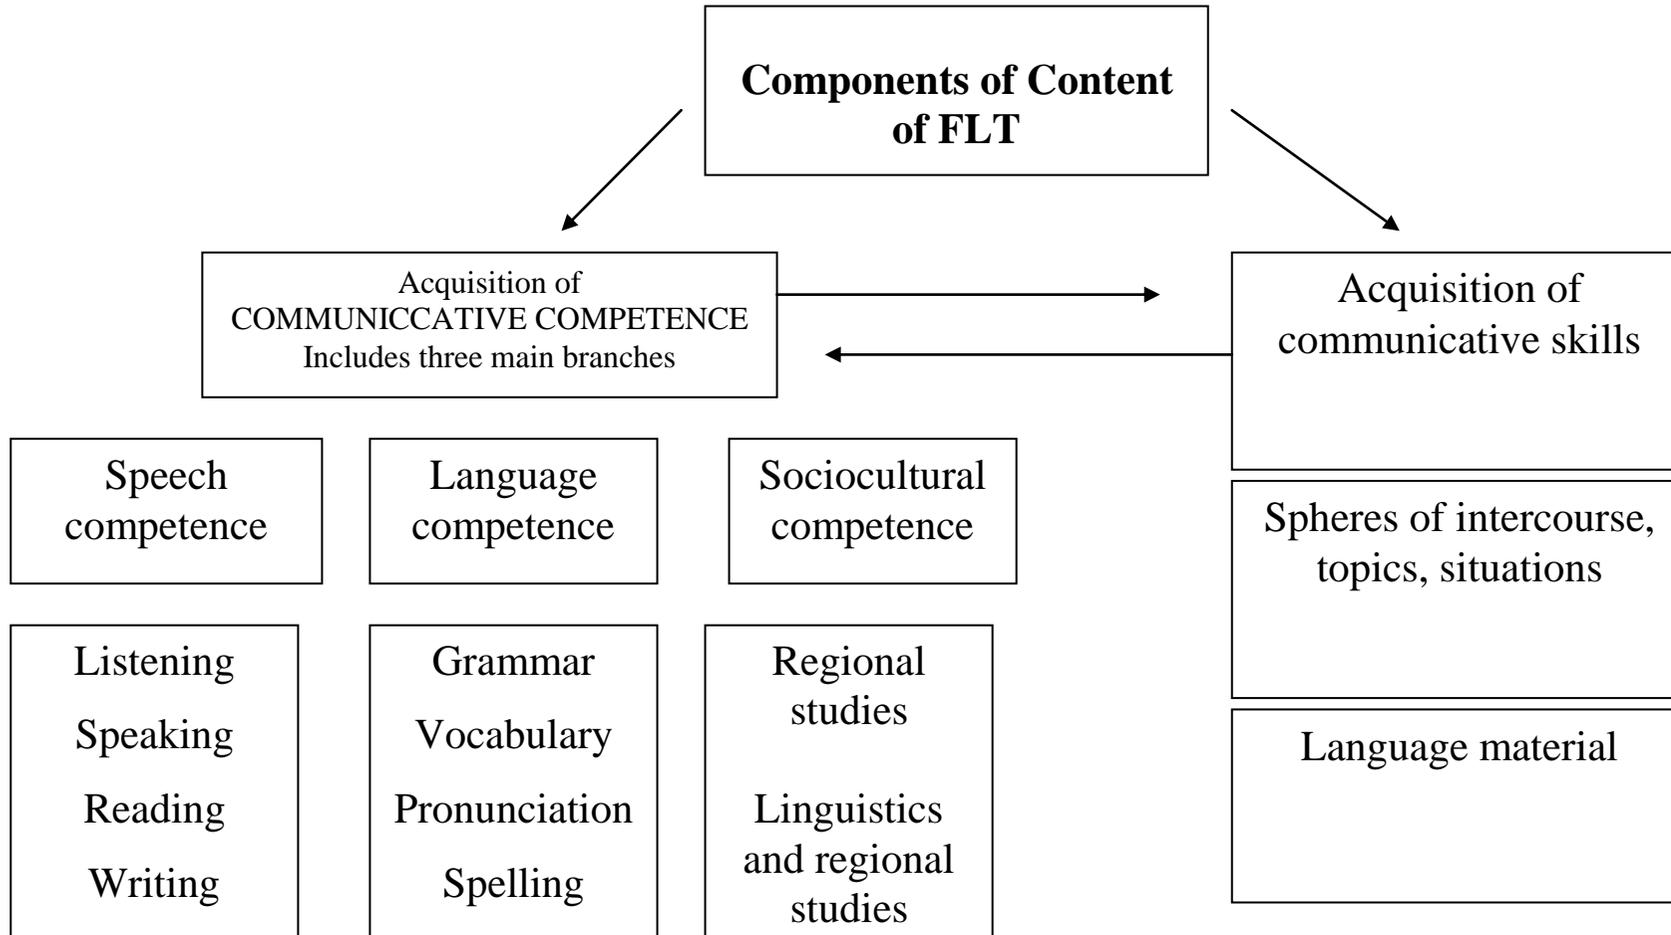 Components of Content
of FLT
Acquisition of
COMMUNICCATIVE COMPETENCE
Includes three main branches
Acquisition of
communicative skills
Speech
competence
Language
competence
Sociocultural
competence
Spheres of intercourse,
topics, situations
Listening
Speaking
Reading
Writing
Grammar
Vocabulary
Pronunciation
Spelling
Regional
studies
Linguistics
and regional
studies
Language material